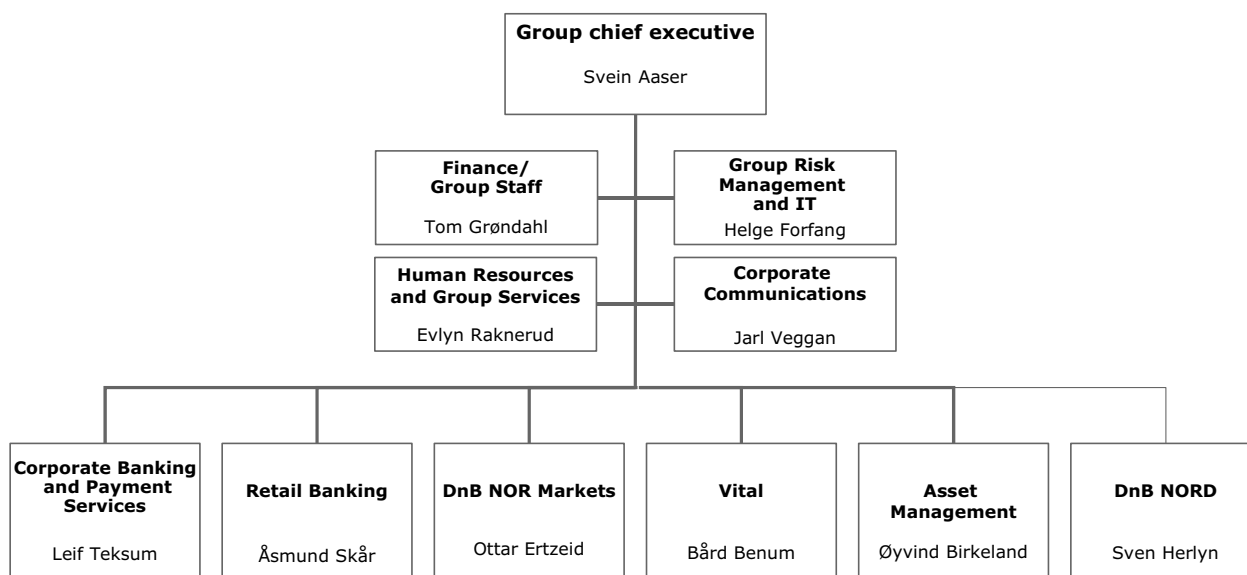 Group chief executive
Svein Aaser
Finance/
Group Staff
Tom Grøndahl
Group Risk
Management
and IT
Helge Forfang
Human Resources
and Group Services
Evlyn Raknerud
Corporate
Communications
Jarl Veggan
Corporate Banking
and Payment
Services
Leif Teksum
Retail Banking
Åsmund Skår
DnB NOR Markets
Ottar Ertzeid
Vital
Bård Benum
Asset
Management
Øyvind Birkeland
DnB NORD
Sven Herlyn